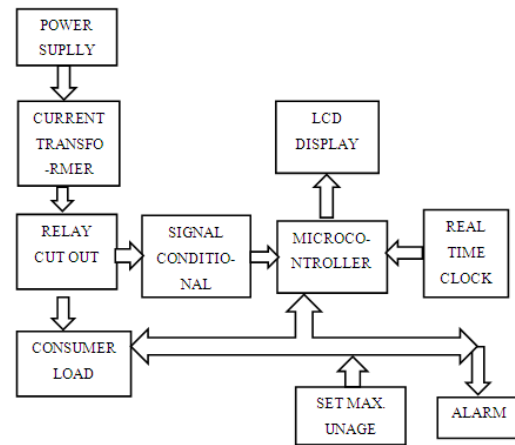 POWER
SUPLLY
CURRENT
TRANSFO
-RMER
LCD
DISPLAY
RELAY
CUT OUT
SIGNAL
CONDITIO-
NAL
MICROCO-
NTROLLER
REAL
TIME
CLOCK
CONSUMER
LOAD
SET MAX.
UNAGE
ALARM